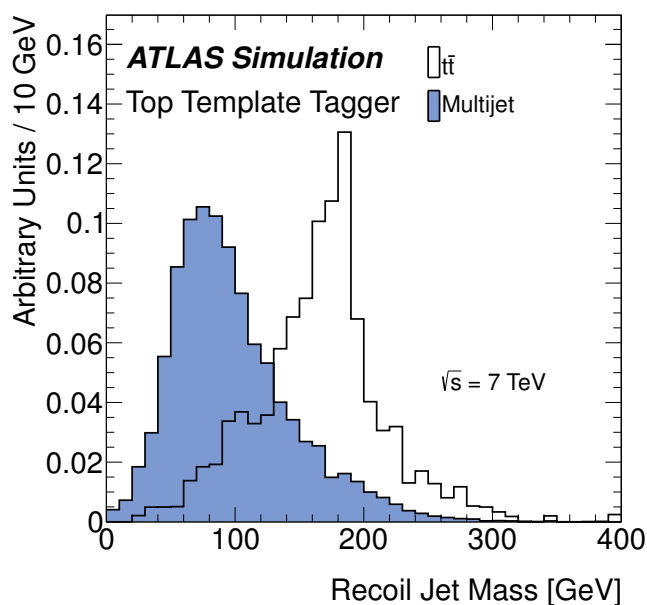 ATLAS Simulation
Top Template Tagger
tt̄
Multijet
√s = 7 TeV
Arbitrary Units / 10 GeV
0.16
0.14
0.12
0.1
0.08
0.06
0.04
0.02
0
0 100 200 300 400
Recoil Jet Mass [GeV]